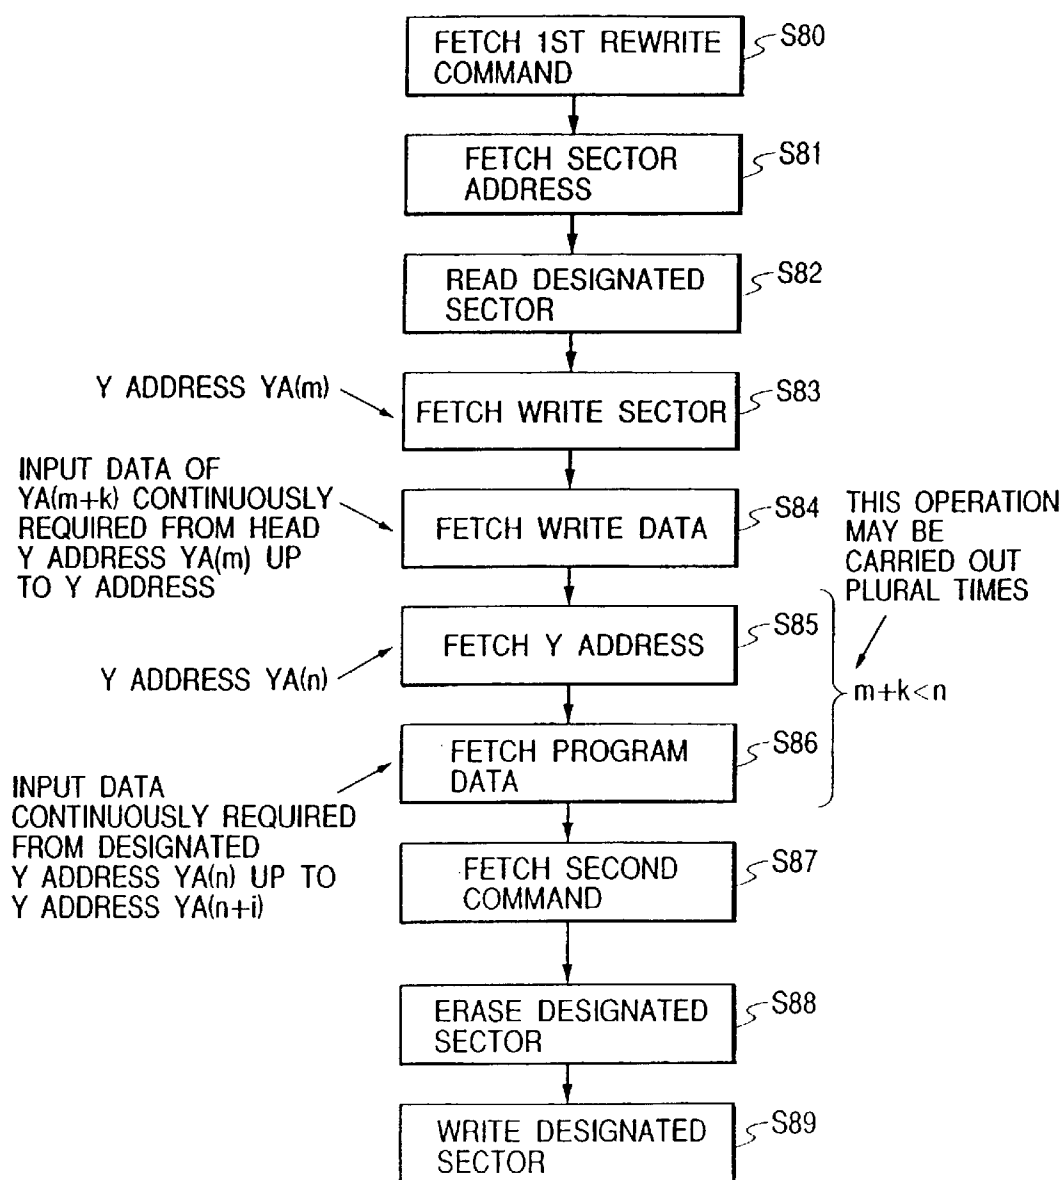 FETCH 1ST REWRITE
COMMAND
S80
FETCH SECTOR
ADDRESS
S81
READ DESIGNATED
SECTOR
S82
Y ADDRESS YA(m)
FETCH WRITE SECTOR
S83
INPUT DATA OF
YA(m+k) CONTINUOUSLY
REQUIRED FROM HEAD
Y ADDRESS YA(m) UP
TO Y ADDRESS
FETCH WRITE DATA
S84
THIS OPERATION
MAY BE
CARRIED OUT
PLURAL TIMES
Y ADDRESS YA(n)
FETCH Y ADDRESS
S85
m+k<n
INPUT DATA
CONTINUOUSLY REQUIRED
FROM DESIGNATED
Y ADDRESS YA(n) UP TO
Y ADDRESS YA(n+i)
FETCH PROGRAM
DATA
S86
FETCH SECOND
COMMAND
S87
ERASE DESIGNATED
SECTOR
S88
WRITE DESIGNATED
SECTOR
S89